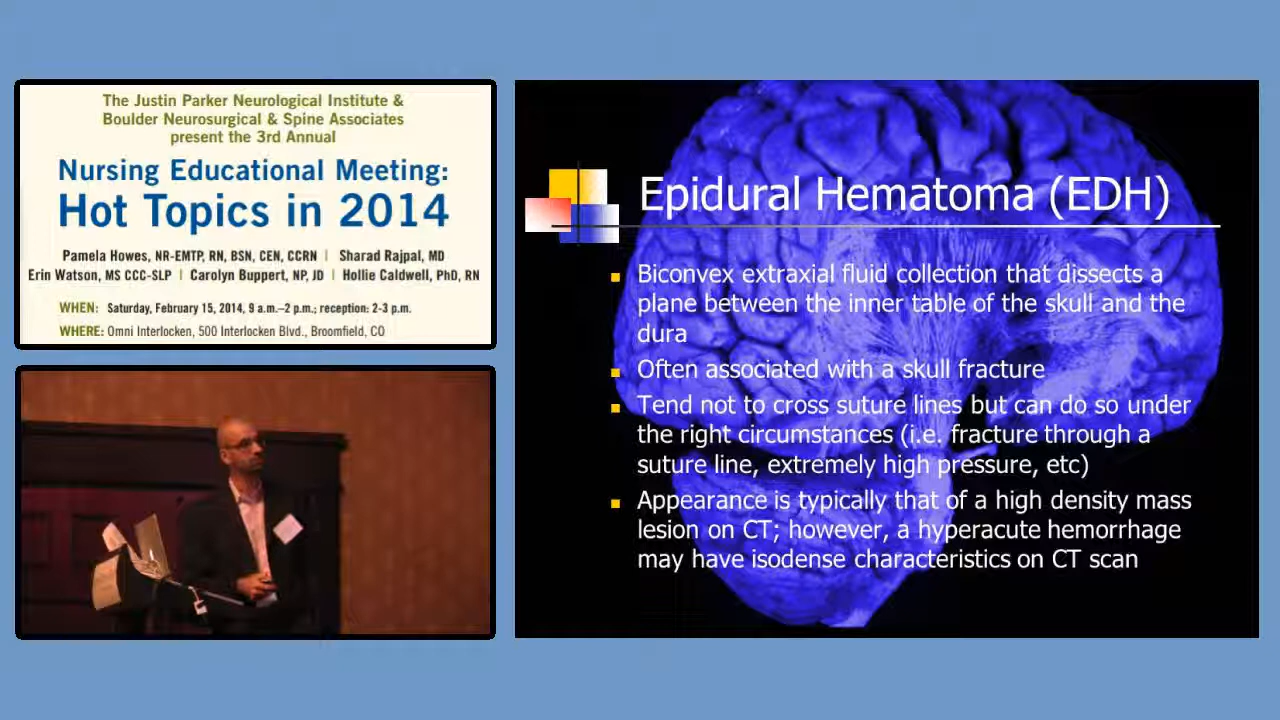 The Justin Parker Neurological Institute &
Boulder Neurosurgical & Spine Associates
present the 3rd Annual
Nursing Educational Meeting:
Hot Topics in 2014
Pamela Howes, NR-EMTP, RN, BSN, CEN, CCRN | Sharad Rajpal, MD
Erin Watson, MS CCC-SLP | Carolyn Buppert, NP, JD | Hollie Caldwell, PhD, RN
WHEN: Saturday, February 15, 2014, 9 a.m.–2 p.m.; reception: 2-3 p.m.
WHERE: Omni Interlocken, 500 Interlocken Blvd., Broomfield, CO
Epidural Hematoma (EDH)
Biconvex extraxial fluid collection that dissects a
plane between the inner table of the skull and the
dura
Often associated with a skull fracture
Tend not to cross suture lines but can do so under
the right circumstances (i.e. fracture through a
suture line, extremely high pressure, etc)
Appearance is typically that of a high density mass
lesion on CT; however, a hyperacute hemorrhage
may have isodense characteristics on CT scan